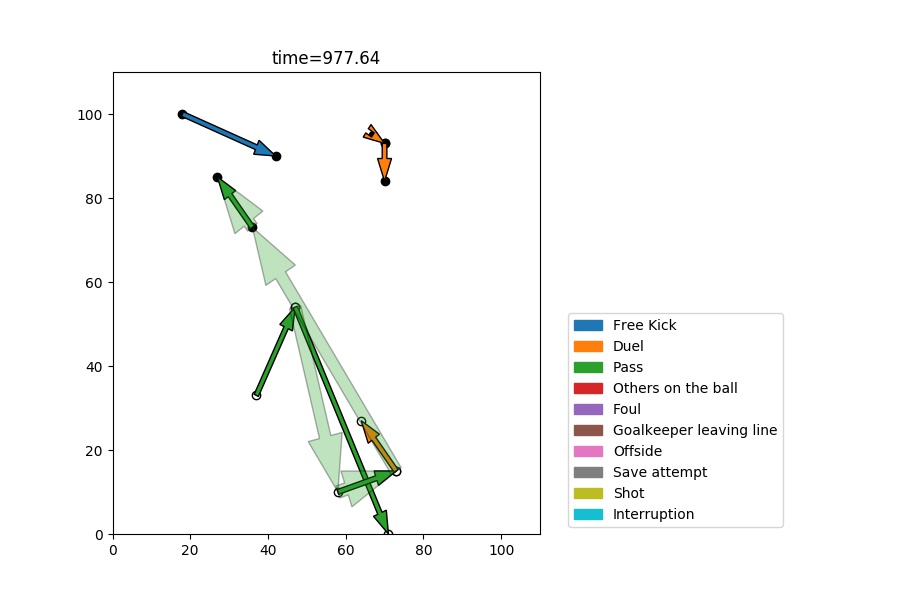 time=977.64
100
80
60
40
20
0
0
20
40
60
80
100
Free Kick
Duel
Pass
Others on the ball
Foul
Goalkeeper leaving line
Offside
Save attempt
Shot
Interruption